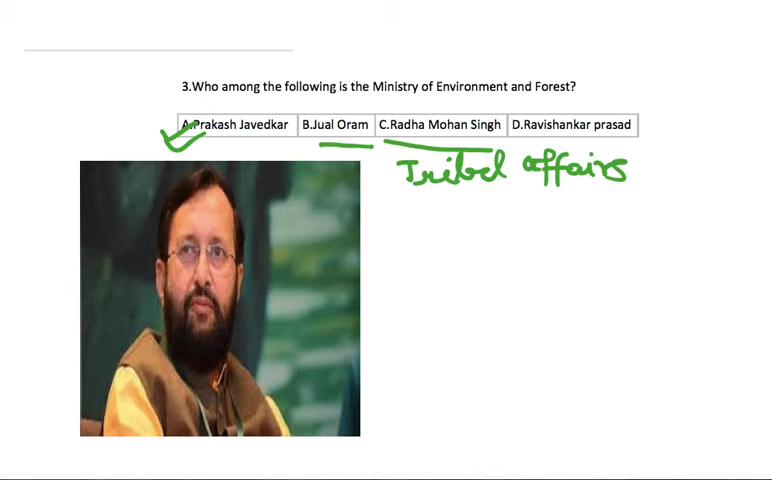 3.Who among the following is the Ministry of Environment and Forest?
A.Prakash Javedkar B.Jual Oram C.Radha Mohan Singh D.Ravishankar prasad
Tribel affairs